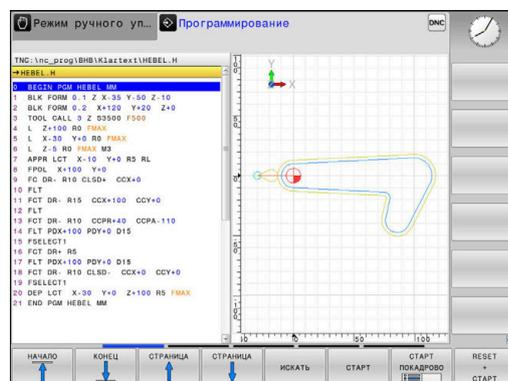 Режим ручного уп...
Программирование
DNC
TNC:\nc_prog\BHB\Klartext\HEBEL.H
→HEBEL.H
0 BEGIN PGM HEBEL MM
1 BLK FORM 0.1 Z X-35 Y-50 Z-10
2 BLK FORM 0.2 X+120 Y+20 Z+0
3 TOOL CALL 3 Z S3500 F500
4 L Z+100 R0 FMAX
5 L X-30 Y+0 R0 FMAX
6 L Z-5 R0 FMAX M3
7 APPR LCT X-10 Y+0 R5 RL
8 FPOL X+100 Y+0
9 FC DR- R10 CLSD+ CCX+0
10 FLT
11 FCT DR- R15 CCX+100 CCY+0
12 FLT
13 FCT DR- R10 CCPR+40 CCPA-110
14 FLT PDX+100 PDY+0 D15
15 FSELECT1
16 FCT DR+ R5
17 FLT PDX+100 PDY+0 D15
18 FCT DR- R10 CLSD- CCX+0 CCY+0
19 FSELECT1
20 DEP LCT X-30 Y+0 Z+100 R5 FMAX
21 END PGM HEBEL MM
Y
X
50
100
НАЧАЛО
КОНЕЦ
СТРАНИЦА
СТРАНИЦА
ИСКАТЬ
СТАРТ
СТАРТ
ПОКАДРОВО
RESET
+
СТАРТ